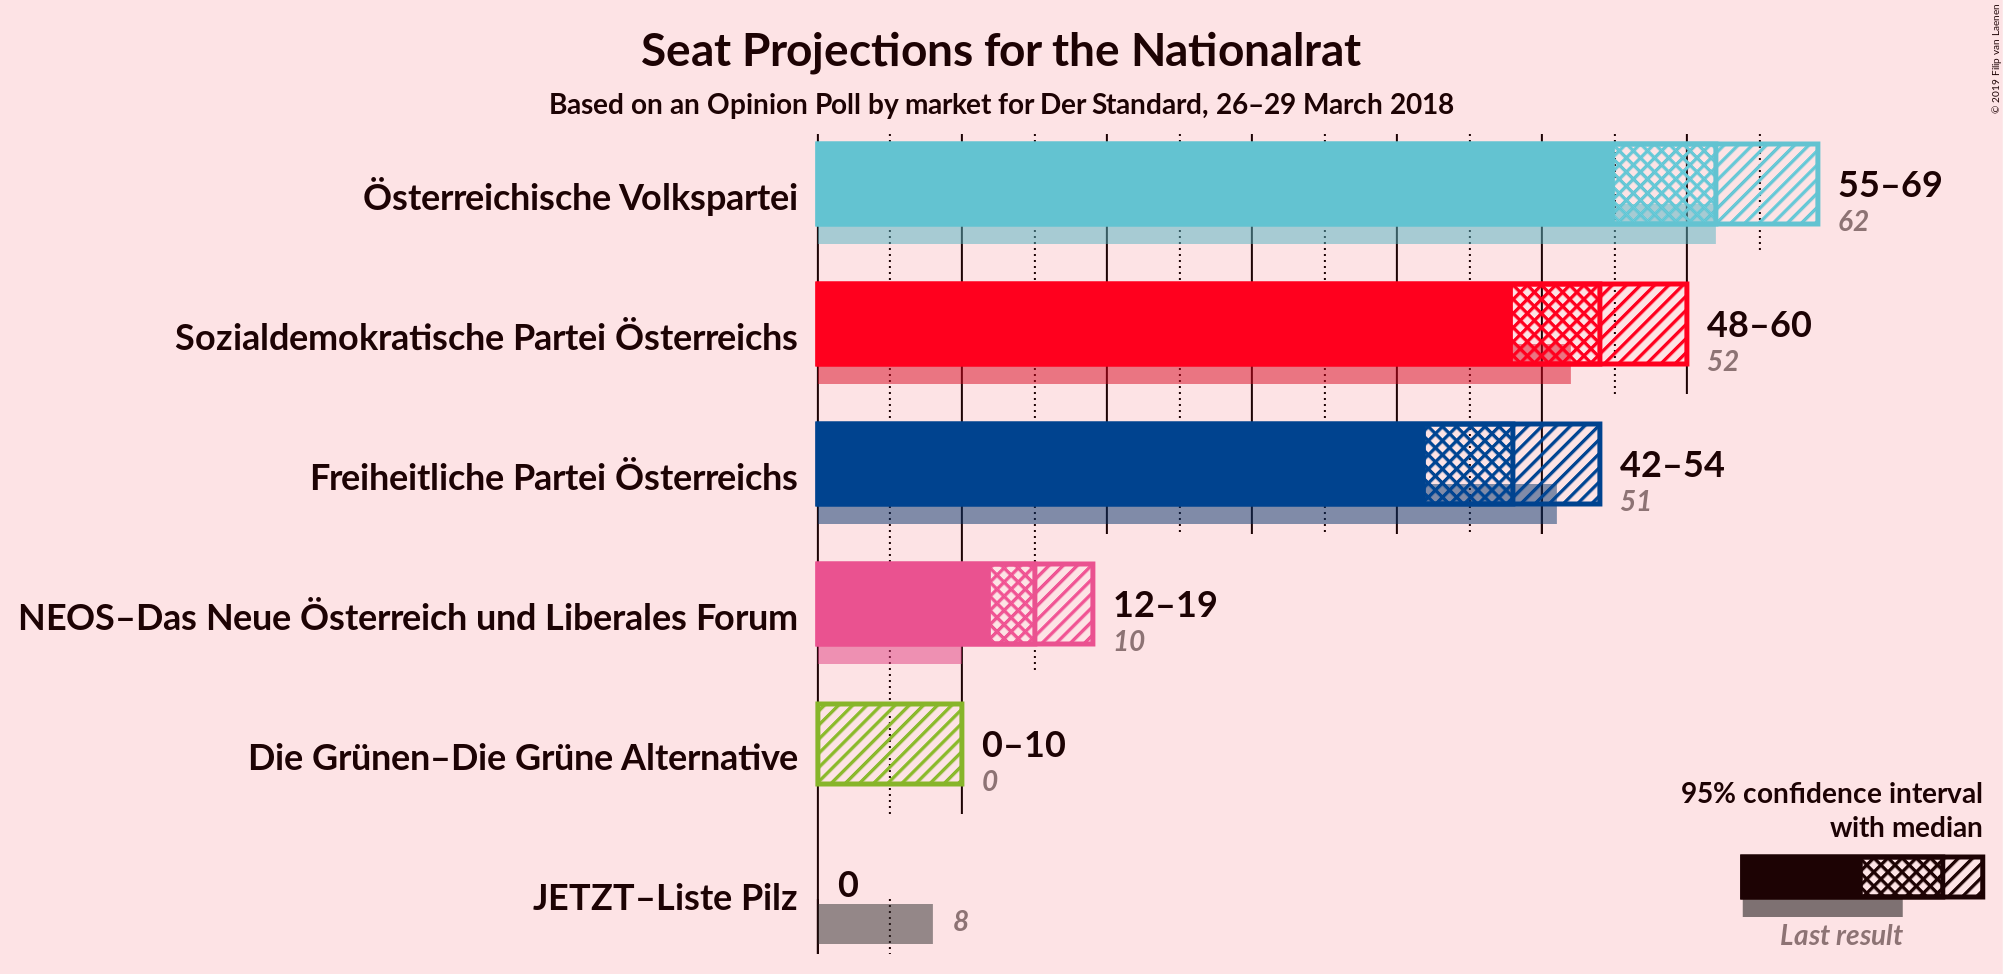 © 2019 Filip van Laenen
Seat Projections for the Nationalrat
Based on an Opinion Poll by market for Der Standard, 26–29 March 2018
Österreichische Volkspartei
55–69
62
Sozialdemokratische Partei Österreichs
48–60
52
Freiheitliche Partei Österreichs
42–54
51
NEOS–Das Neue Österreich und Liberales Forum
12–19
10
Die Grünen–Die Grüne Alternative
0–10
0
JETZT–Liste Pilz
0
8
95% confidence interval
with median
Last result